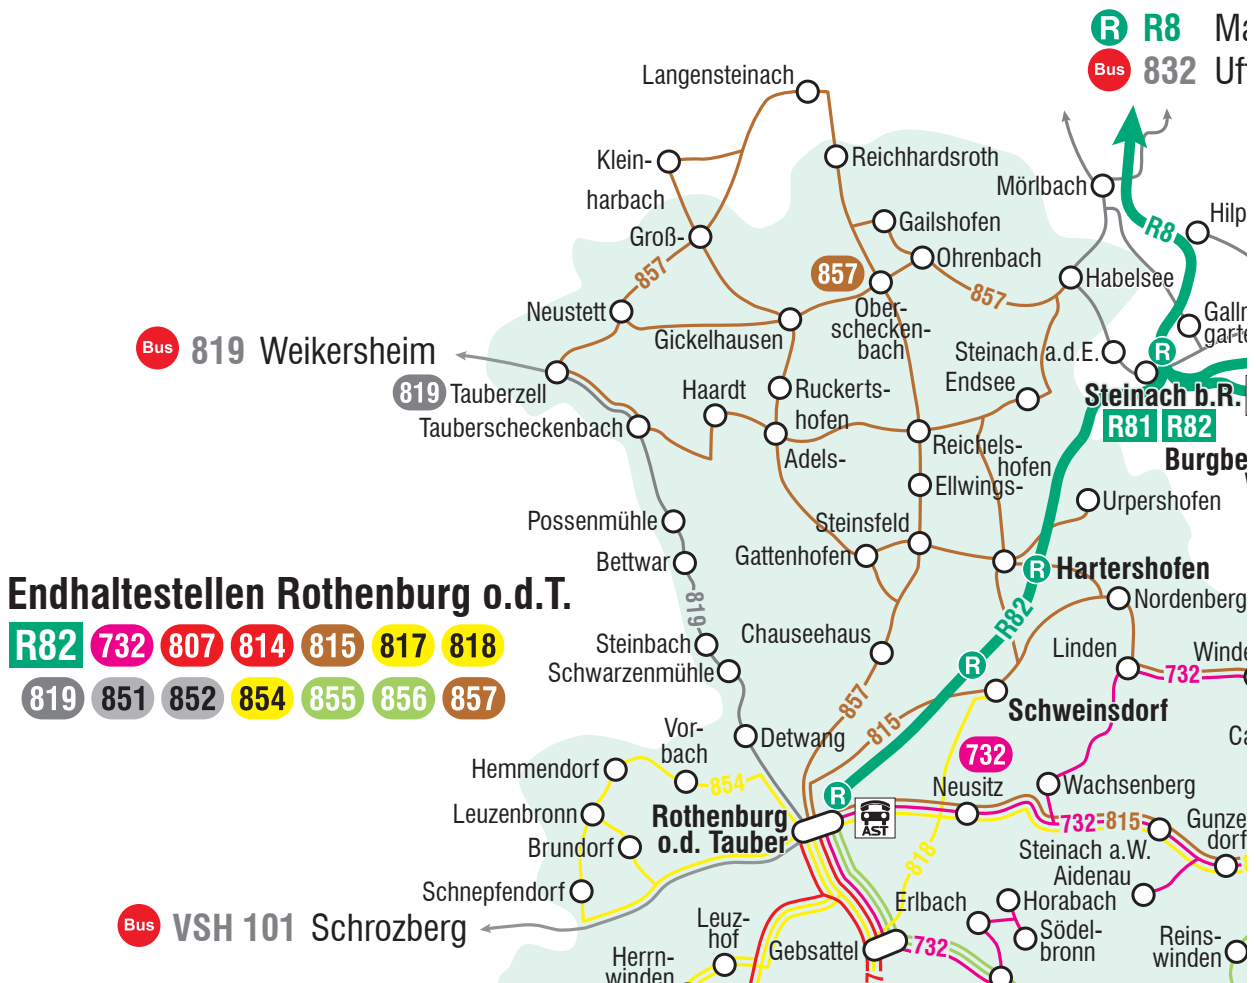 R R8
Bus 832
Langensteinach
Klein-
harbach
Reichhardsroth
Mörlbach
Groß-
Gailshofen
Hilp
R8
Ohrenbach
857
857
857
Habelsee
Neustett
Ober-
schecken-
bach
Gickelhausen
Bus 819 Weikersheim
Steinach a.d.E.
R
819 Tauberzell
Haardt
Ruckerts-
hofen
Endsee
Steinach b.R.
R81 R82
Tauberscheckenbach
Adels-
Reichels-
hofen
Burgbe
Ellwings-
Urpershofen
Possenmühle
Steinsfeld
Bettwar
Gattenhofen
R Hartershofen
Endhaltestellen Rothenburg o.d.T.
R82 732 807 814 815 817 818
819 851 852 854 855 856 857
819
Nordenberg
R82
Steinbach
Chauseehaus
Linden
Schwarzenmühle
R
732
857
815
Schweinsdorf
Vor-
bach
Detwang
732
Hemmendorf
854
R
Neusitz
Wachsenberg
Leuzenbronn
Rothenburg
o.d. Tauber
AST
732 815
Brundorf
818
Steinach a.W.
Aidenau
Schnepfendorf
Erlbach
Horabach
Bus VSH 101 Schrozberg
Leuz-
hof
Gebsattel
732
Södel-
bronn
Reins-
winden
Herrn-
winden